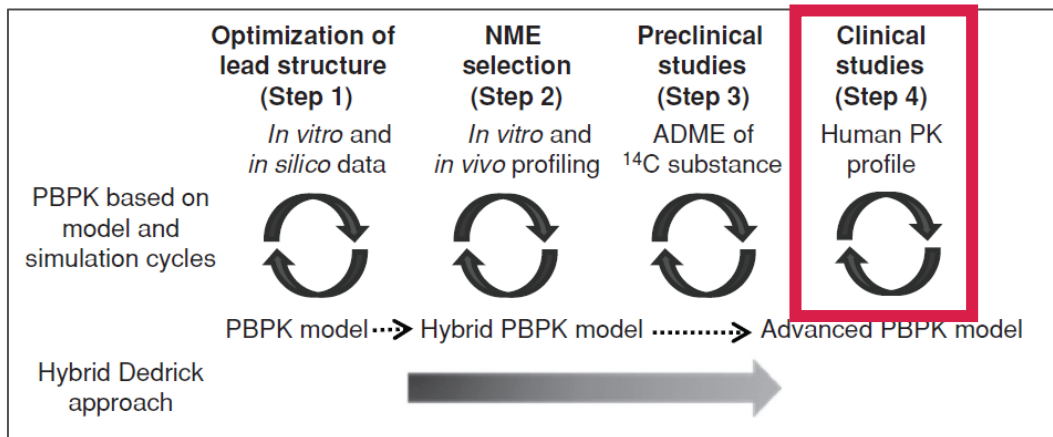 Optimization of
lead structure
(Step 1)
NME
selection
(Step 2)
Preclinical
studies
(Step 3)
Clinical
studies
(Step 4)
In vitro and
in silico data
In vitro and
in vivo profiling
ADME of
¹⁴C substance
Human PK
profile
PBPK based on
model and
simulation cycles
PBPK model
Hybrid PBPK model
Advanced PBPK model
Hybrid Dedrick
approach